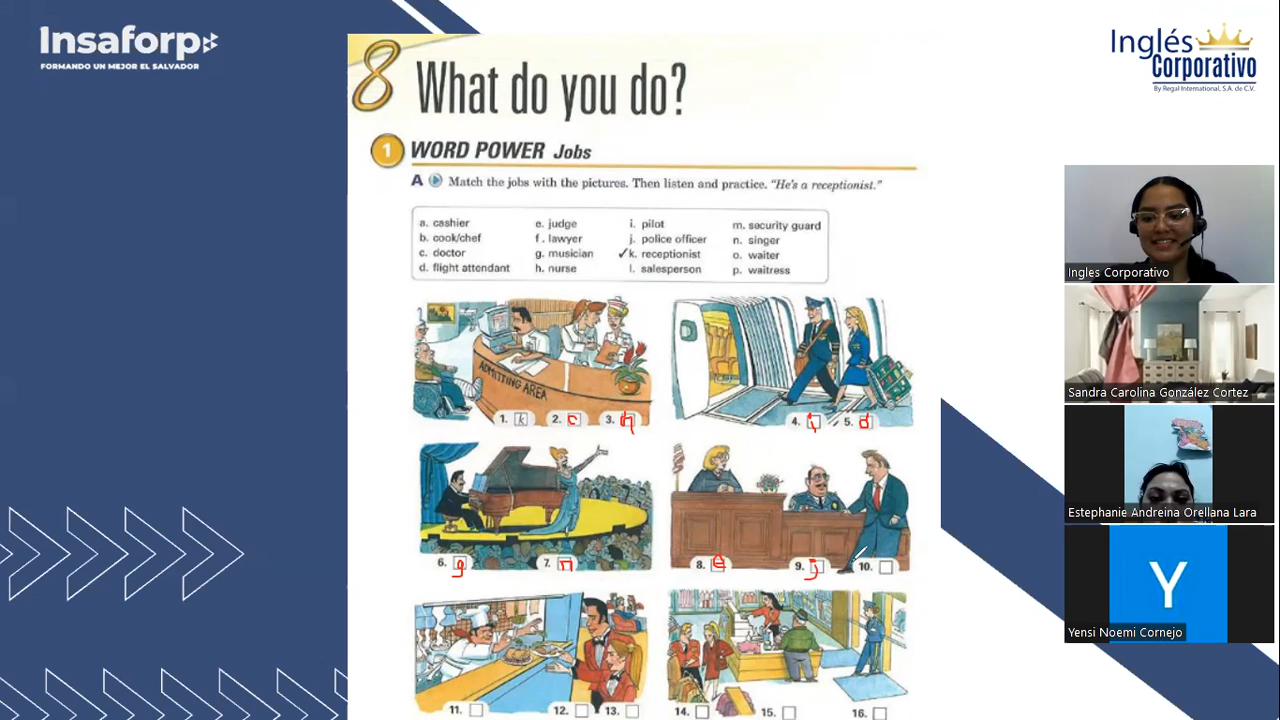 Insaforp
FORMANDO UN MEJOR EL SALVADOR
Inglés
Corporativo
By Regal International, S.A. de C.V.
8 What do you do?
1 WORD POWER Jobs
A Match the jobs with the pictures. Then listen and practice. "He's a receptionist."
a. cashier
b. cook/chef
c. doctor
d. flight attendant
e. judge
f. lawyer
g. musician
h. nurse
i. pilot
j. police officer
✓k. receptionist
l. salesperson
m. security guard
n. singer
o. waiter
p. waitress
ADMITTING AREA
1. k 2. c 3. h
4. i 5. d
6. g 7. n
8. e 9. j 10.
11. 12. 13.
14. 15. 16.
Ingles Corporativo
Sandra Carolina González Cortez
Estephanie Andreina Orellana Lara
Y
Yensi Noemi Cornejo